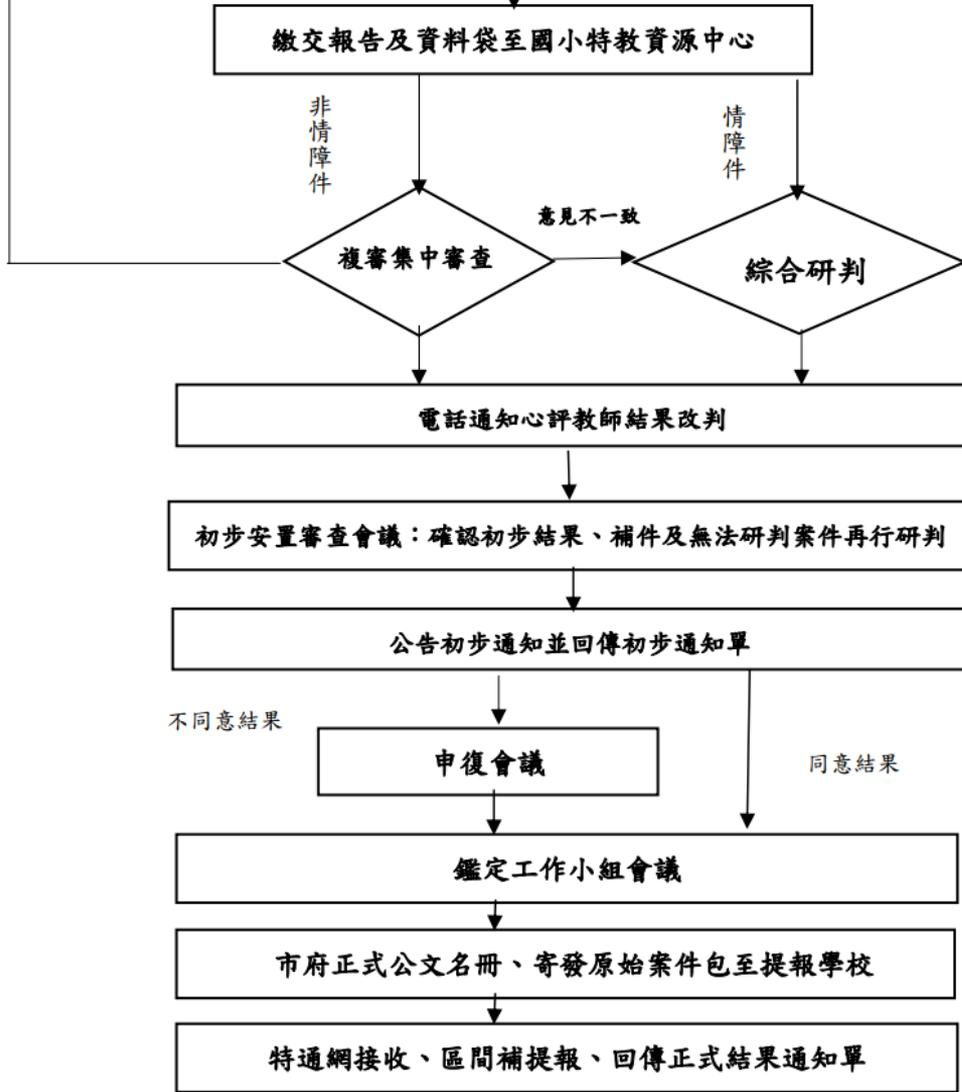 繳交報告及資料袋至國小特教資源中心
非情障件
情障件
意見不一致
複審集中審查
綜合研判
電話通知心評教師結果改判
初步安置審查會議：確認初步結果、補件及無法研判案件再行研判
公告初步通知並回傳初步通知單
不同意結果
申復會議
同意結果
鑑定工作小組會議
市府正式公文名冊、寄發原始案件包至提報學校
特通網接收、區間補提報、回傳正式結果通知單